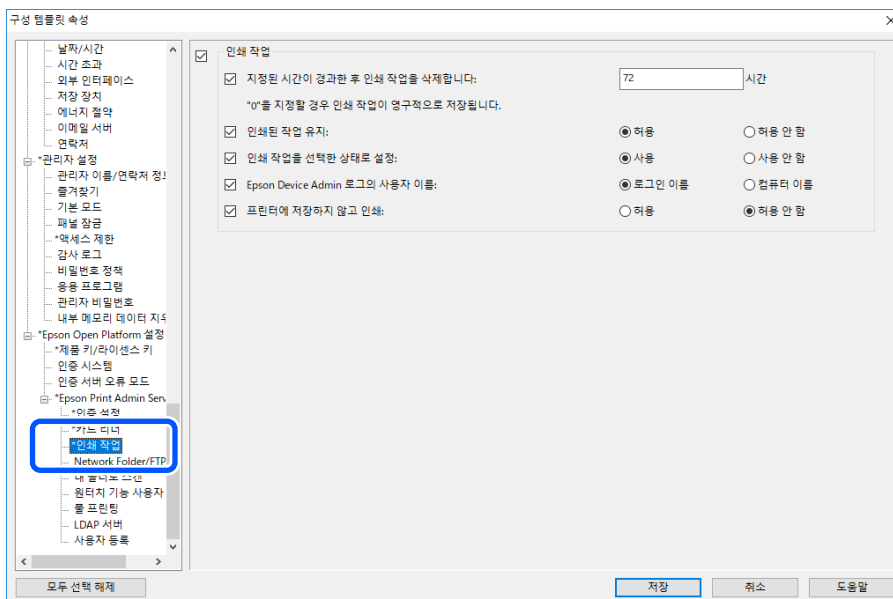 구성 템플릿 속성
날짜/시간
시간 초과
외부 인터페이스
저장 장치
에너지 절약
이메일 서버
연락처
*관리자 설정
관리자 이름/연락처 정보
즐겨찾기
기본 모드
패널 잠금
*액세스 제한
감사 로그
비밀번호 정책
응용 프로그램
관리자 비밀번호
내부 메모리 데이터 지우
*Epson Open Platform 설정
*제품 키/라이센스 키
인증 시스템
인증 서버 오류 모드
*Epson Print Admin Serv
*인증 설정
*카드 리더
*인쇄 작업
Network Folder/FTP
내 폴더로 스캔
원터치 기능 사용자
풀 프린팅
LDAP 서버
사용자 등록
인쇄 작업
지정된 시간이 경과한 후 인쇄 작업을 삭제합니다: 72 시간
"0"을 지정할 경우 인쇄 작업이 영구적으로 저장됩니다.
인쇄된 작업 유지: 허용 허용 안 함
인쇄 작업을 선택한 상태로 설정: 사용 사용 안 함
Epson Device Admin 로그의 사용자 이름: 로그인 이름 컴퓨터 이름
프린터에 저장하지 않고 인쇄: 허용 허용 안 함
모두 선택 해제 저장 취소 도움말